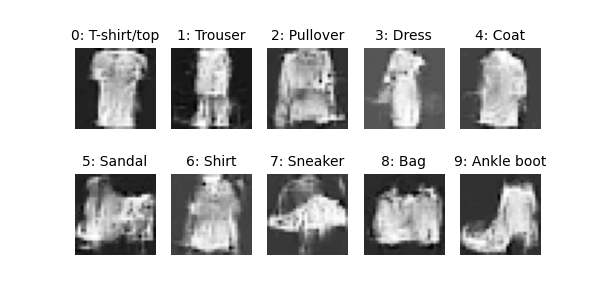 0: T-shirt/top 1: Trouser 2: Pullover 3: Dress 4: Coat
5: Sandal 6: Shirt 7: Sneaker 8: Bag 9: Ankle boot